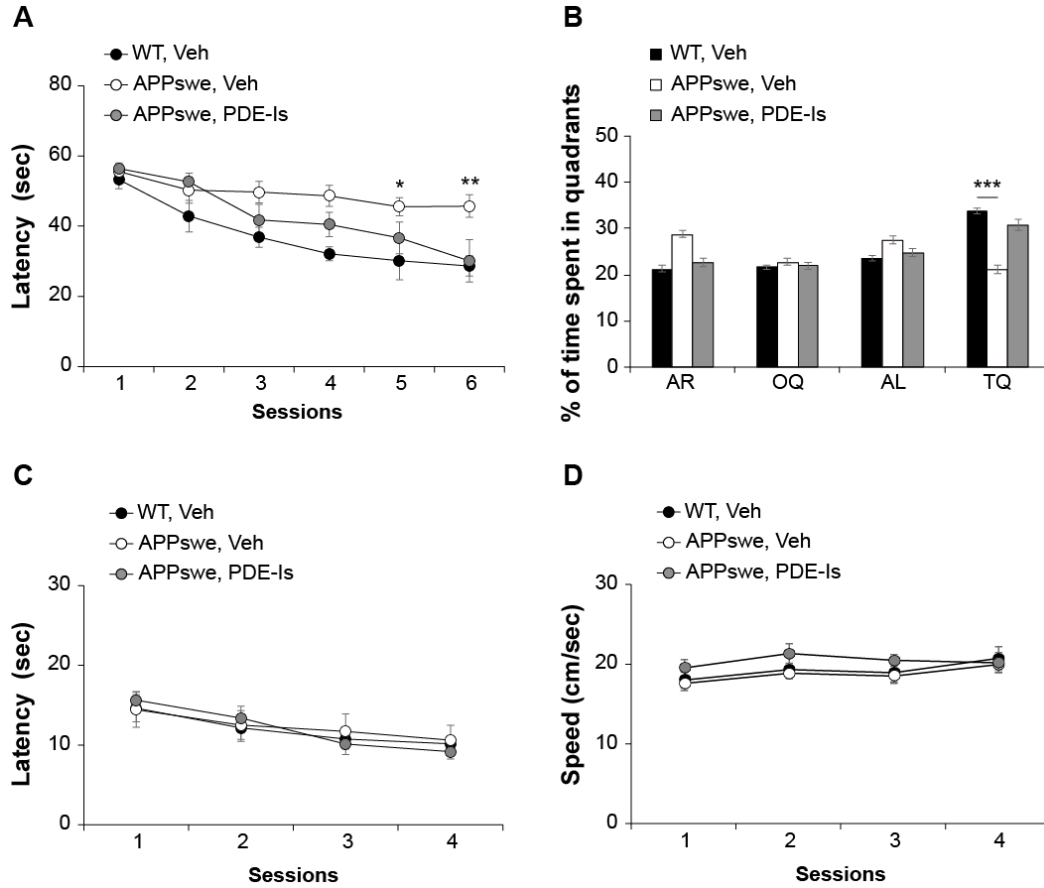 A
WT, Veh
APPswe, Veh
APPswe, PDE-Is
80
60
40
20
0
Latency (sec)
* **
1 2 3 4 5 6
Sessions
B
WT, Veh
APPswe, Veh
APPswe, PDE-Is
50
40
30
20
10
0
% of time spent in quadrants
***
AR OQ AL TQ
C
WT, Veh
APPswe, Veh
APPswe, PDE-Is
30
20
10
0
Latency (sec)
1 2 3 4
Sessions
D
WT, Veh
APPswe, Veh
APPswe, PDE-Is
30
20
10
0
Speed (cm/sec)
1 2 3 4
Sessions